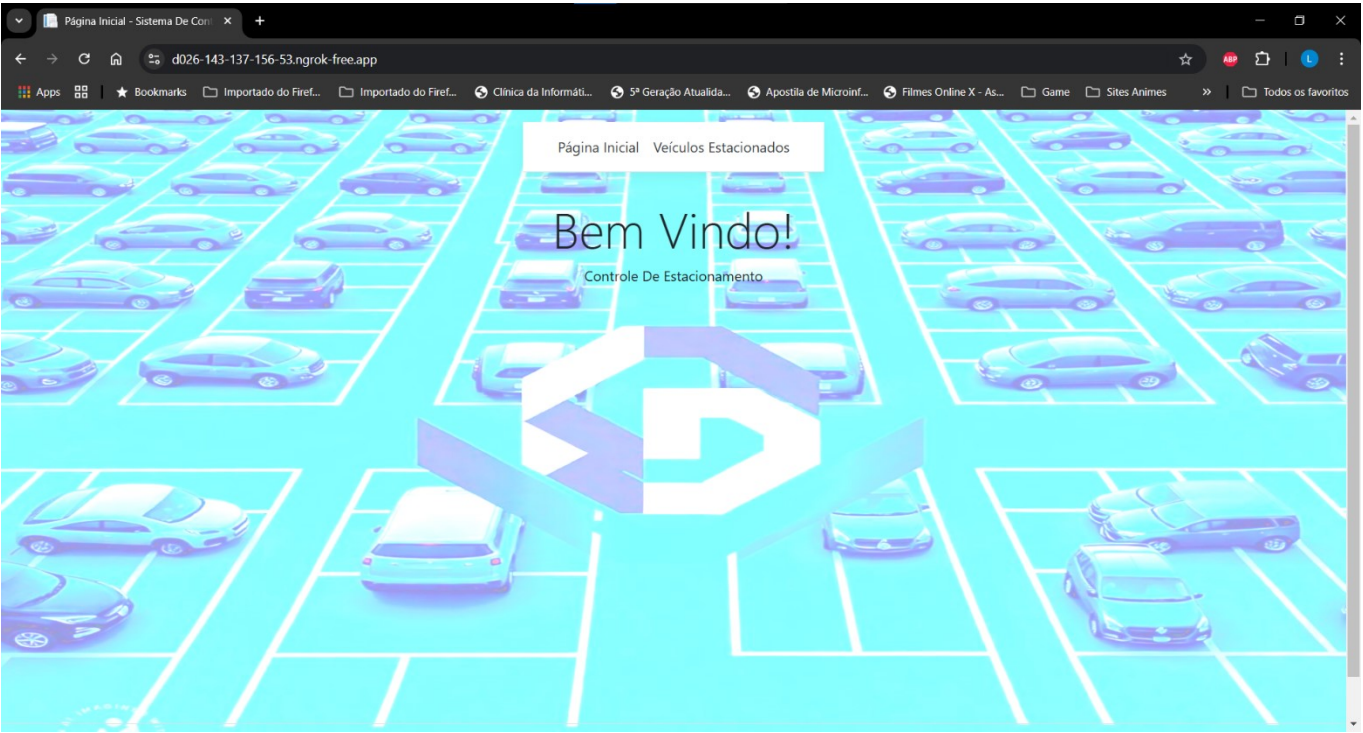 Página Inicial - Sistema De Cont
d026-143-137-156-53.ngrok-free.app
ABP
L
Apps Bookmarks Importado do Firef... Importado do Firef... Clínica da Informáti... 5ª Geração Atualida... Apostila de Microinf... Filmes Online X - As... Game Sites Animes » Todos os favoritos
Página Inicial Veículos Estacionados
Bem Vindo!
Controle De Estacionamento